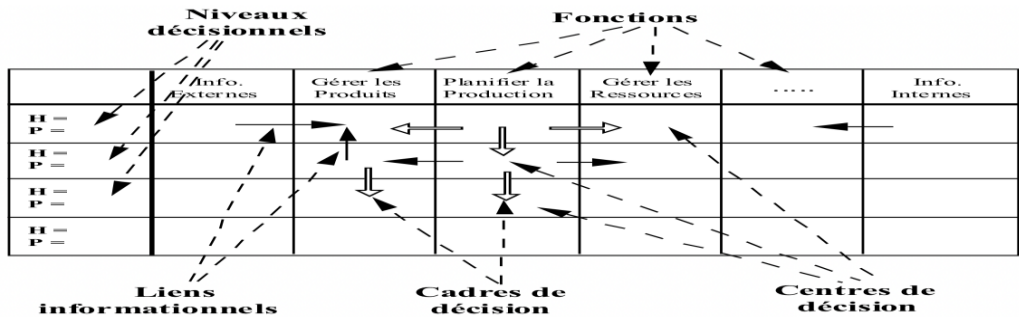 Niveaux
décisionnels
Fonctions
Info.
Externes
Gérer les
Produits
Planifier la
Production
Gérer les
Ressources
.....
Info.
Internes
H =
P =
H =
P =
H =
P =
H =
P =
Liens
informationnels
Cadres de
décision
Centres de
décision